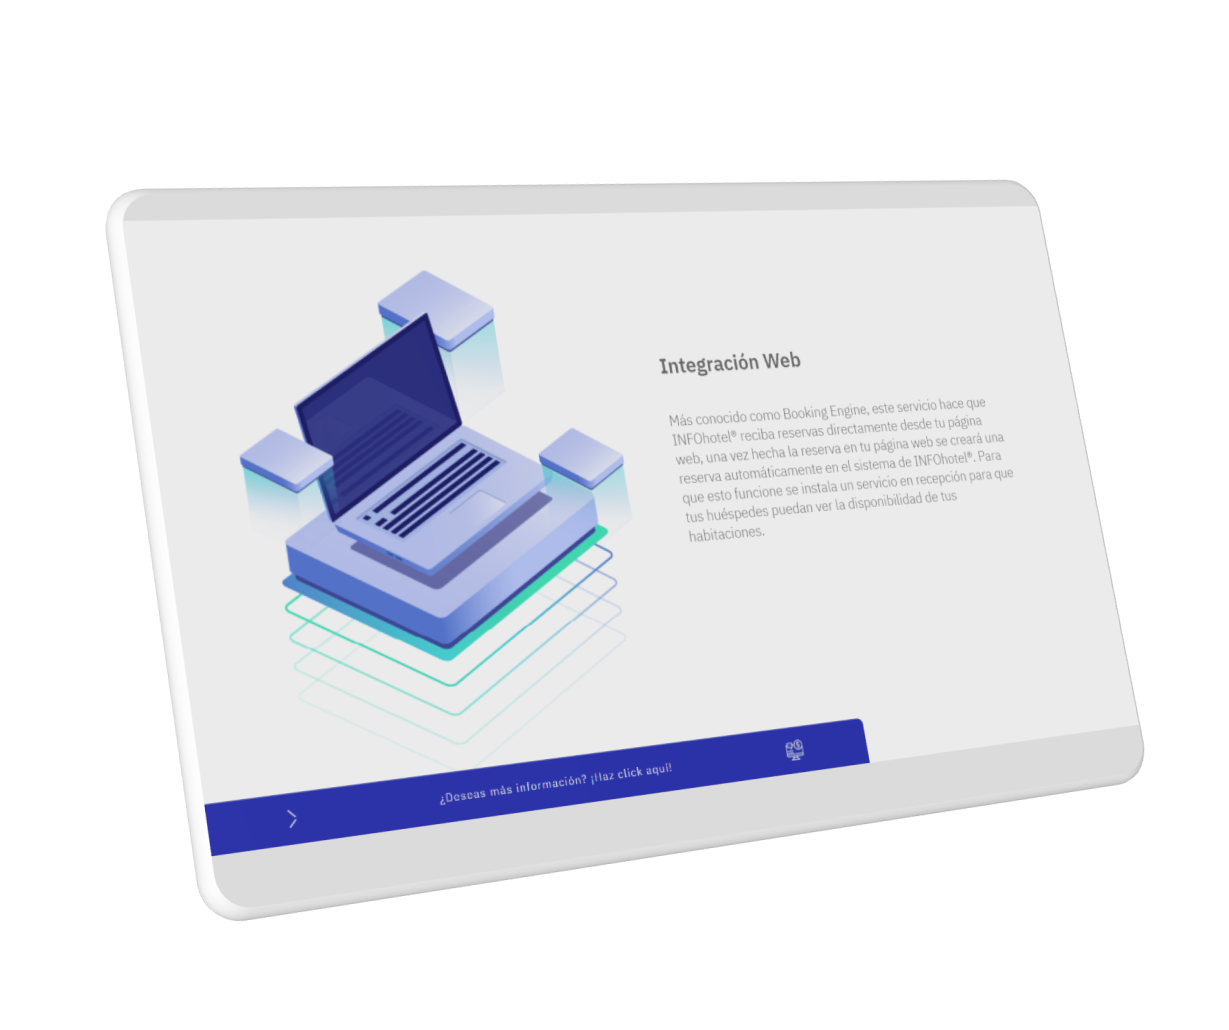 Integración Web
Más conocido como Booking Engine, este servicio hace que
INFOhotel® reciba reservas directamente desde tu página
web, una vez hecha la reserva en tu página web se creará una
reserva automáticamente en el sistema de INFOhotel®. Para
que esto funcione se instala un servicio en recepción para que
tus huéspedes puedan ver la disponibilidad de tus
habitaciones.
¿Deseas más información? ¡Haz click aquí!